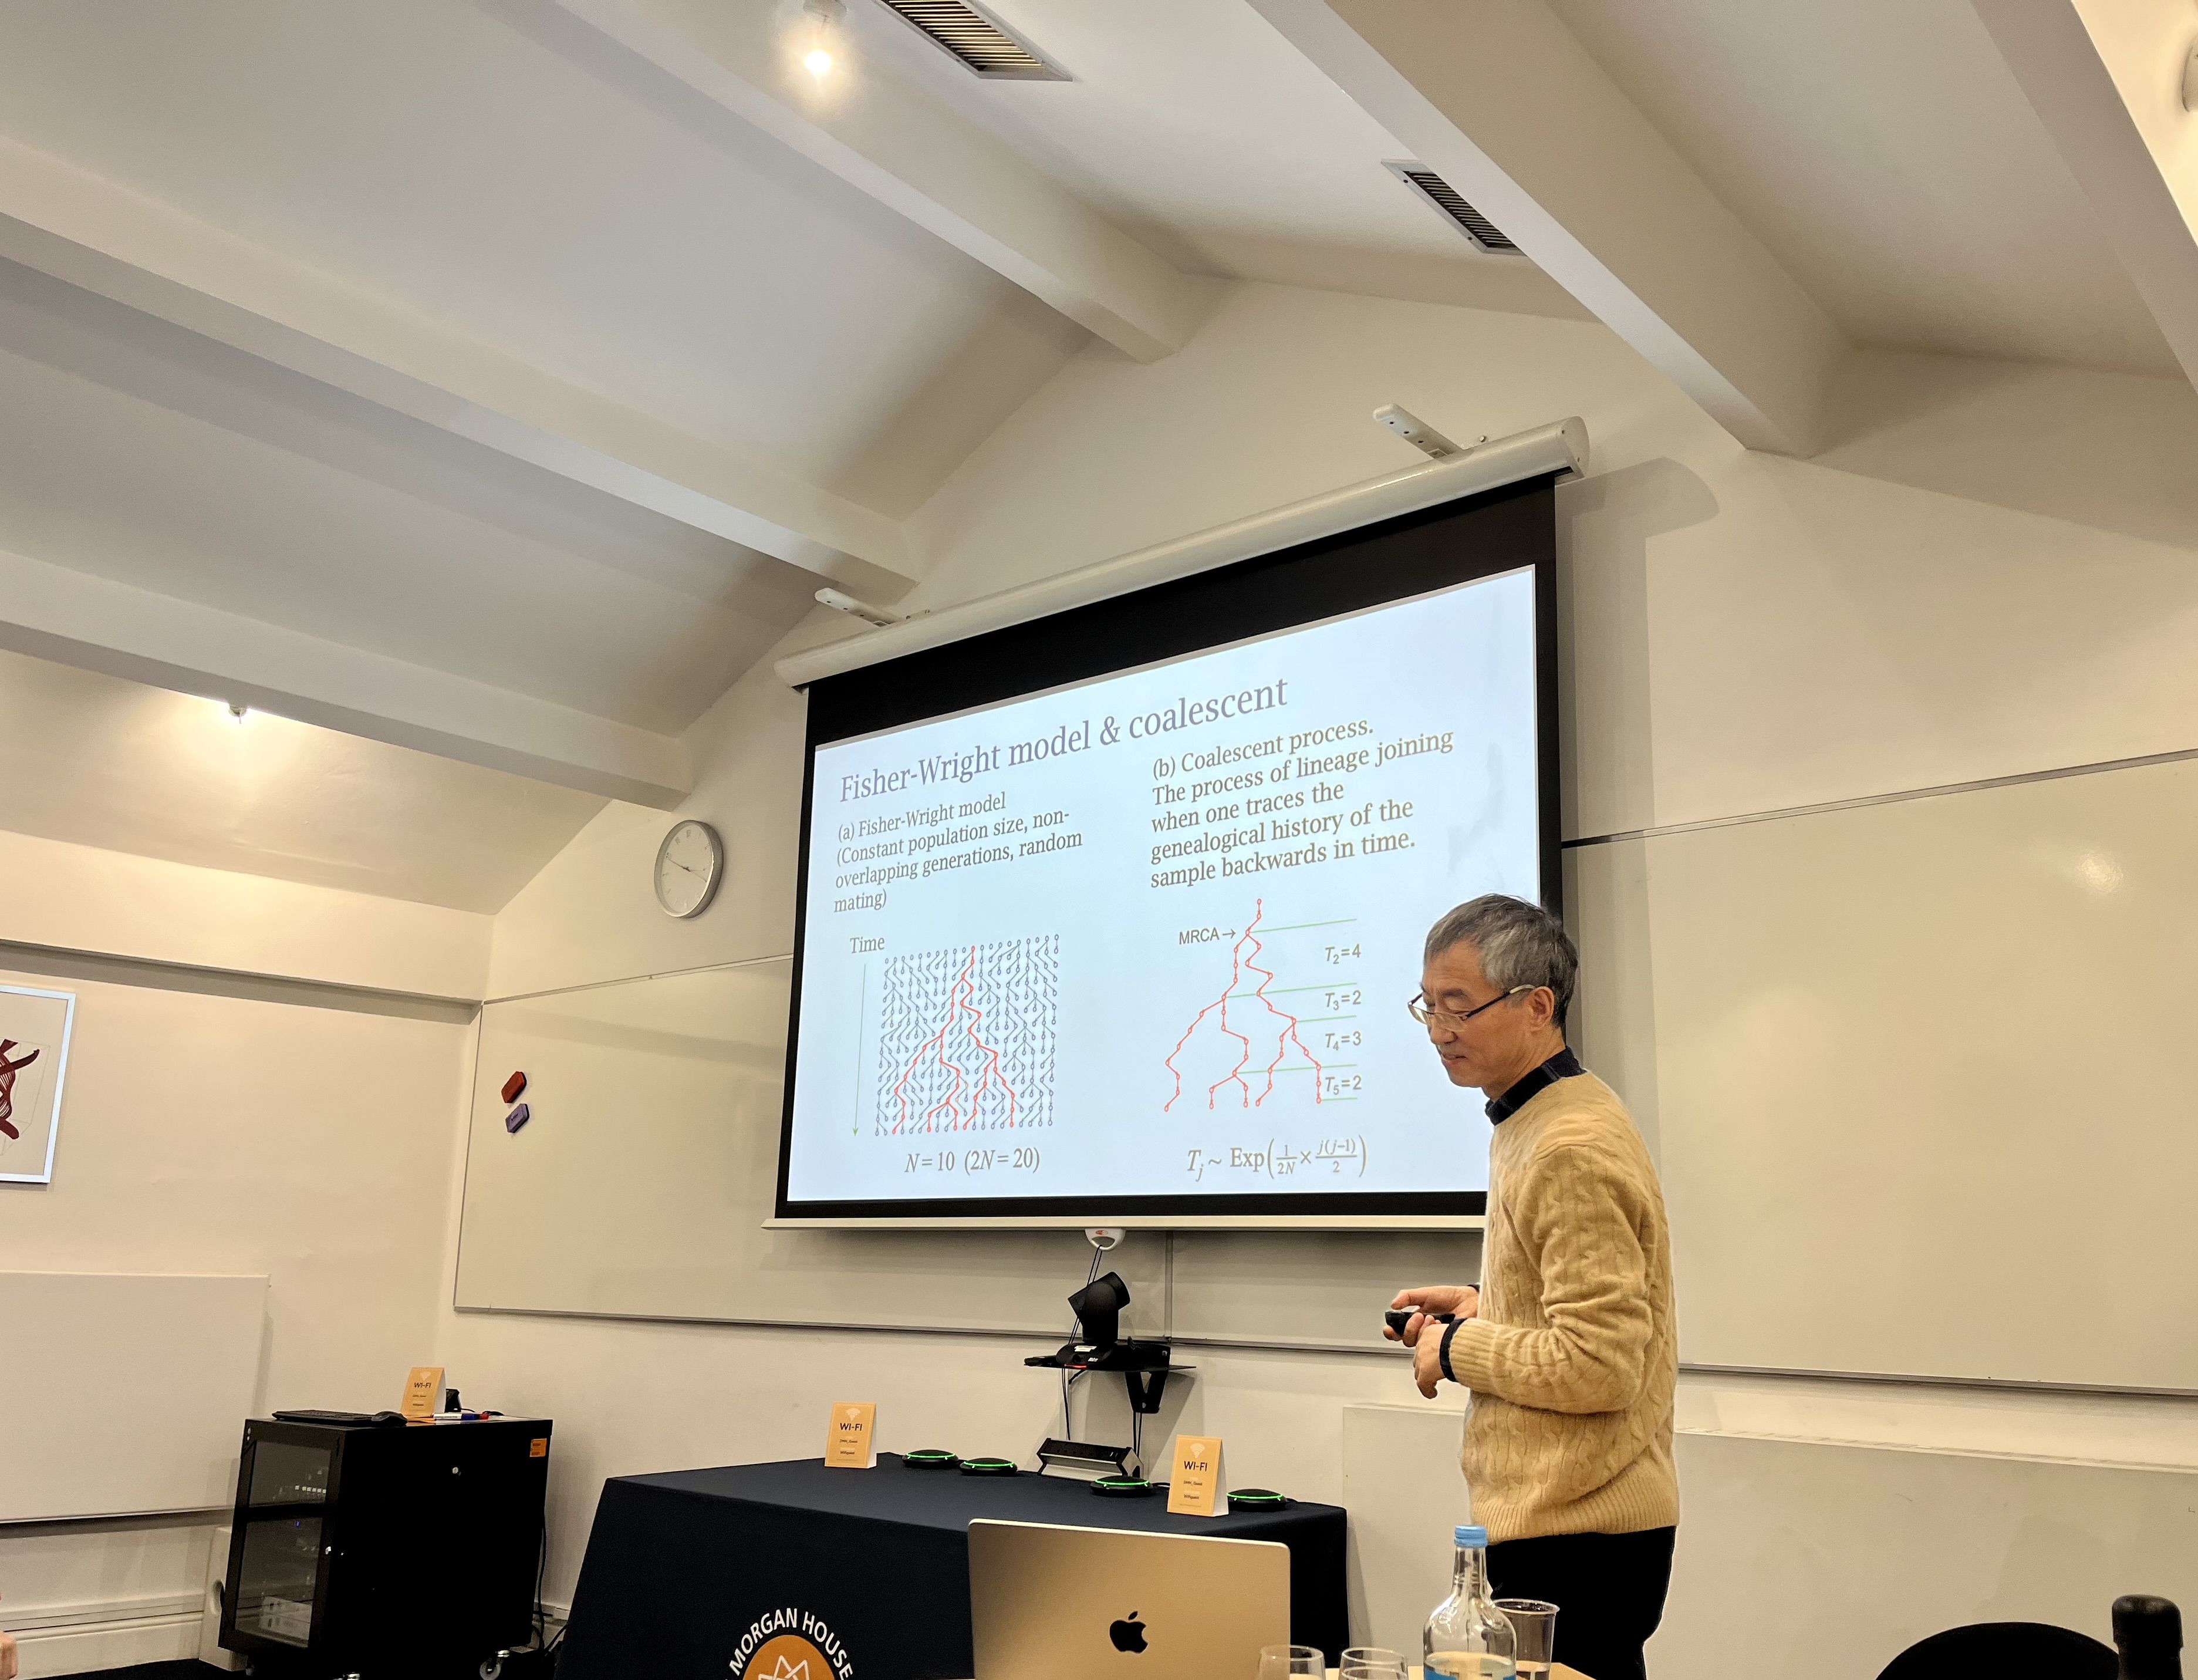 Fisher-Wright model & coalescent
(a) Fisher-Wright model
(Constant population size, non-
overlapping generations, random
mating)
Time
N = 10 (2N = 20)
(b) Coalescent process.
The process of lineage joining
when one traces the
genealogical history of the
sample backwards in time.
MRCA→
T₂=4
T₃=2
T₄=3
T₅=2
Tⱼ ~ Exp(1/2N × j(j−1)/2)
WI-FI
WI-FI
WI-FI
MORGAN HOUSE